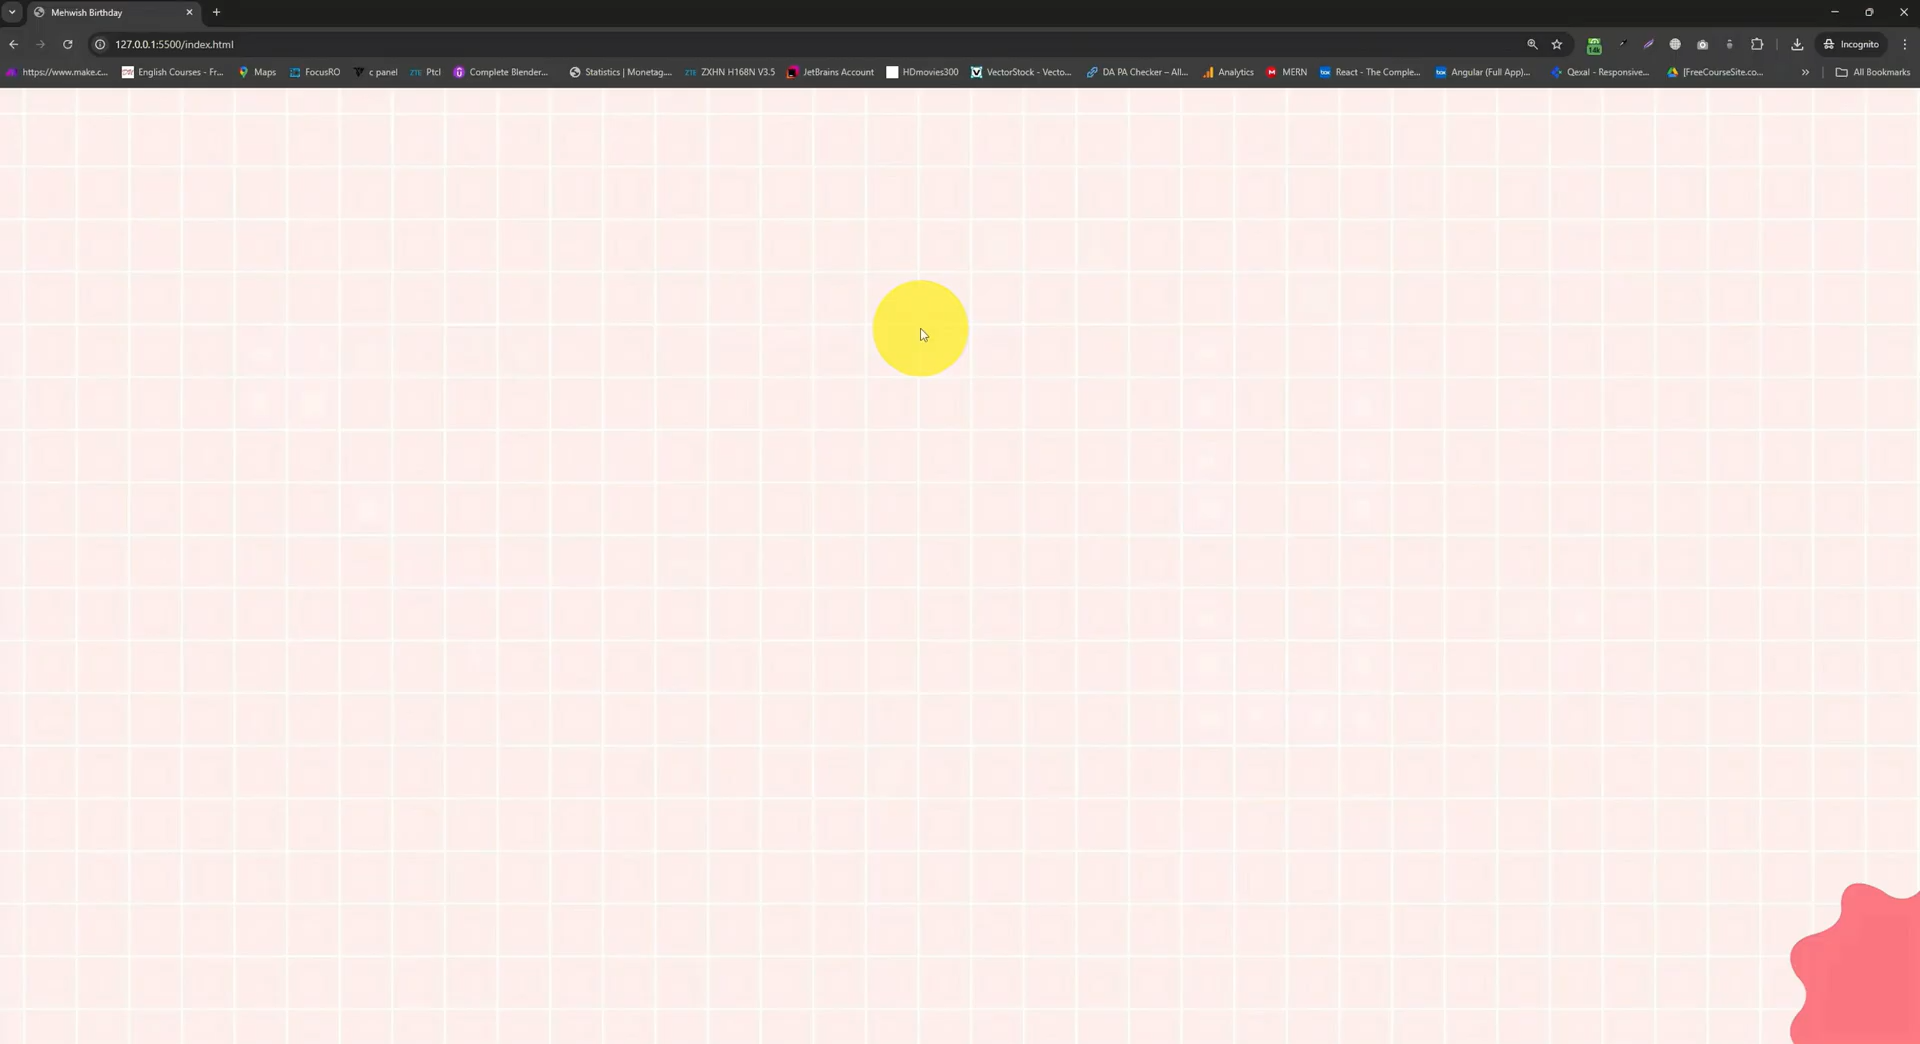 Mehwish Birthday
127.0.0.1:5500/index.html
Incognito
https://www.make.c...
English Courses - Fr...
Maps
FocusRO
c panel
ZTE Ptcl
Complete Blender...
Statistics | Monetag...
ZTE ZXHN H168N V3.5
JetBrains Account
HDmovies300
VectorStock - Vecto...
DA PA Checker – All...
Analytics
MERN
React - The Comple...
Angular (Full App)...
Qexal - Responsive...
[FreeCourseSite.co...
All Bookmarks